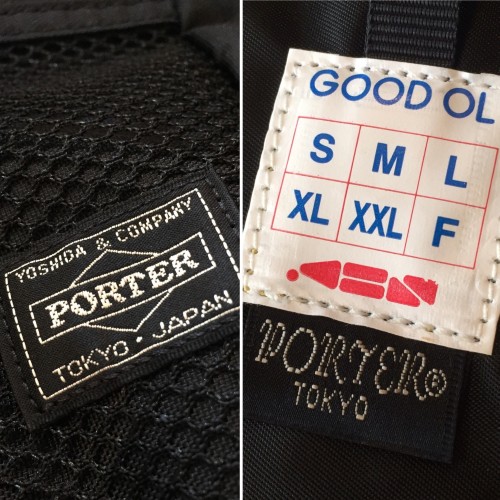 YOSHIDA & COMPANY
PORTER
TOKYO · JAPAN
GOOD OL
S M L
XL XXL F
PORTER®
TOKYO